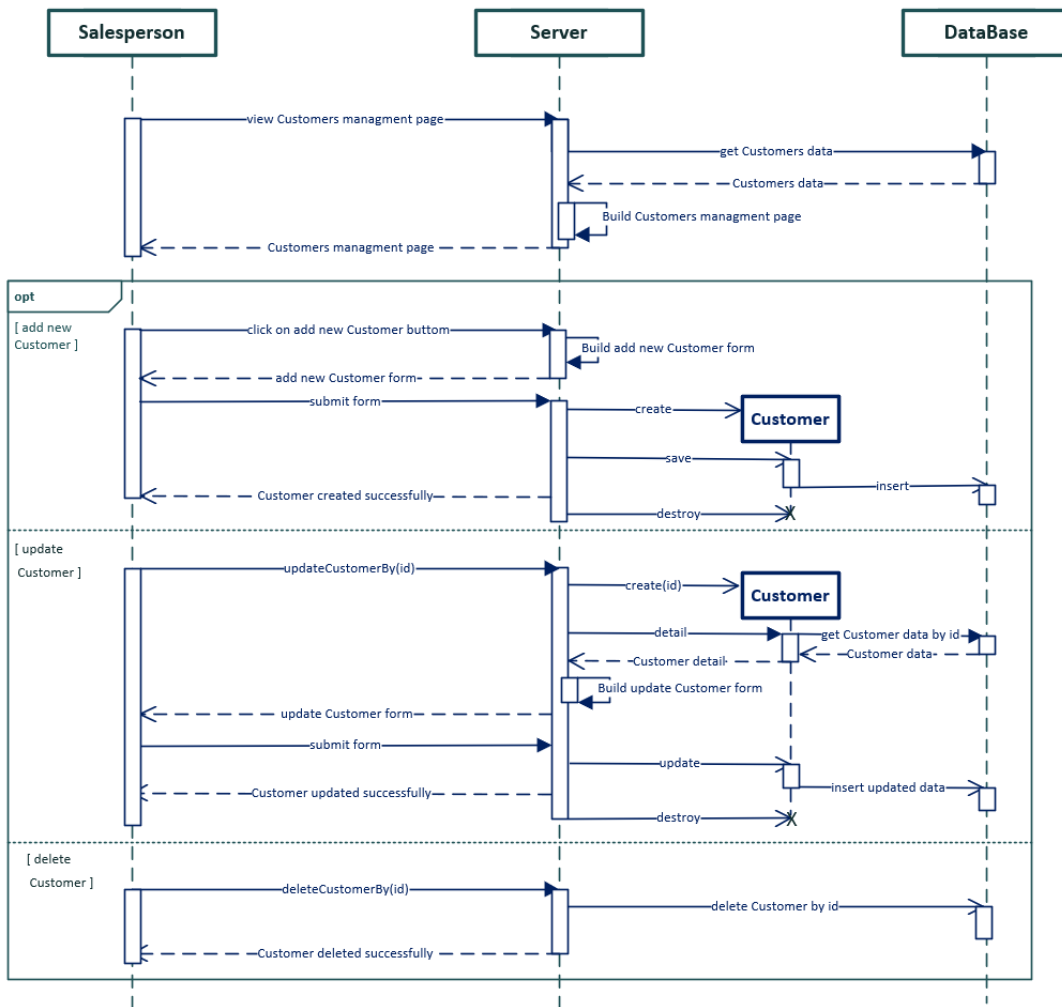 Salesperson
Server
DataBase
view Customers managment page
get Customers data
Customers data
Build Customers managment page
Customers managment page
opt
[ add new
Customer ]
click on add new Customer buttom
Build add new Customer form
add new Customer form
submit form
create
Customer
save
insert
Customer created successfully
destroy
X
[ update
Customer ]
updateCustomerBy(id)
create(id)
Customer
detail
get Customer data by id
Customer data
Customer detail
Build update Customer form
update Customer form
submit form
update
insert updated data
Customer updated successfully
destroy
X
[ delete
Customer ]
deleteCustomerBy(id)
delete Customer by id
Customer deleted successfully